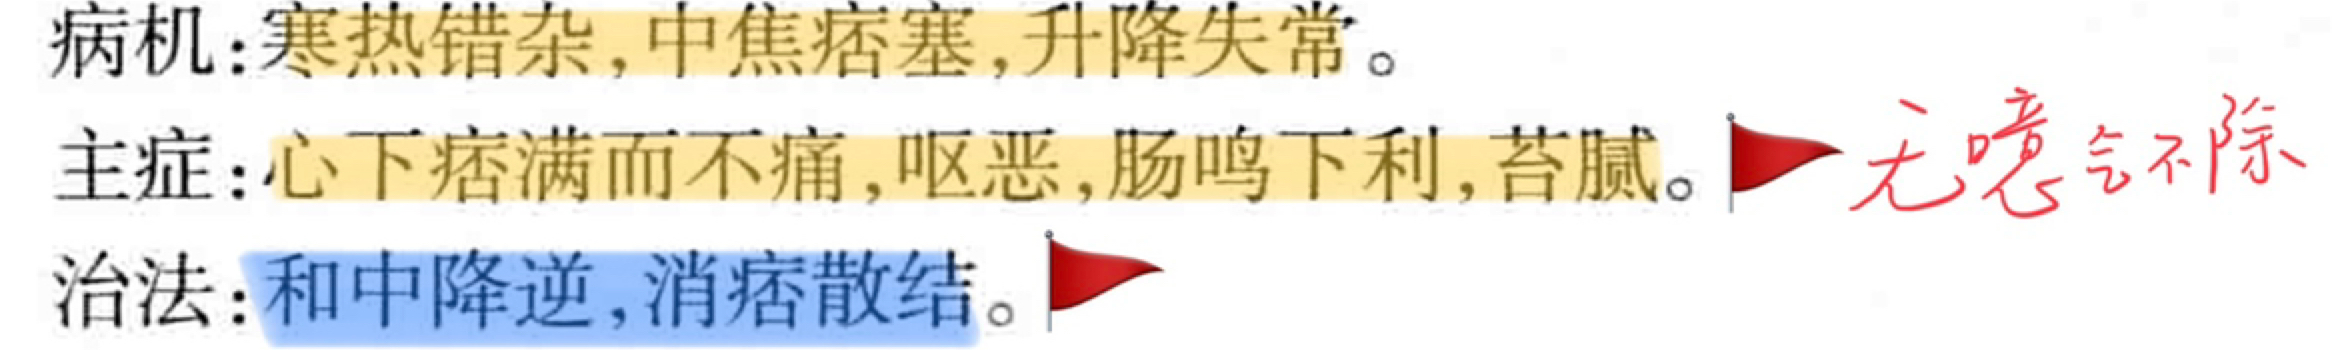 病机:寒热错杂,中焦痞塞,升降失常。
主症:心下痞满而不痛,呕恶,肠鸣下利,苔腻。无噫气不除
治法:和中降逆,消痞散结。